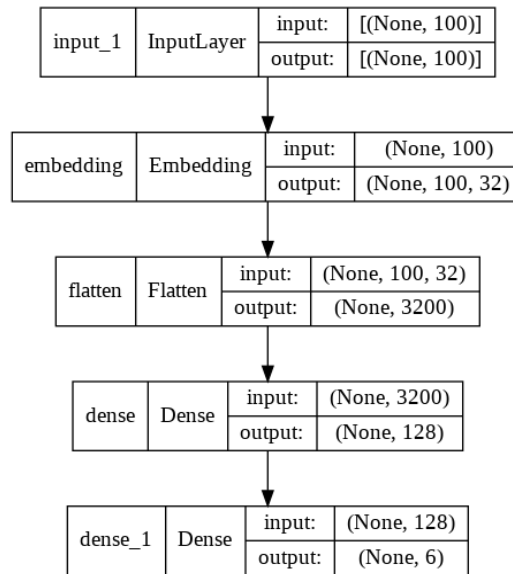 input_1 InputLayer input: [(None, 100)]
output: [(None, 100)]
embedding Embedding input: (None, 100)
output: (None, 100, 32)
flatten Flatten input: (None, 100, 32)
output: (None, 3200)
dense Dense input: (None, 3200)
output: (None, 128)
dense_1 Dense input: (None, 128)
output: (None, 6)